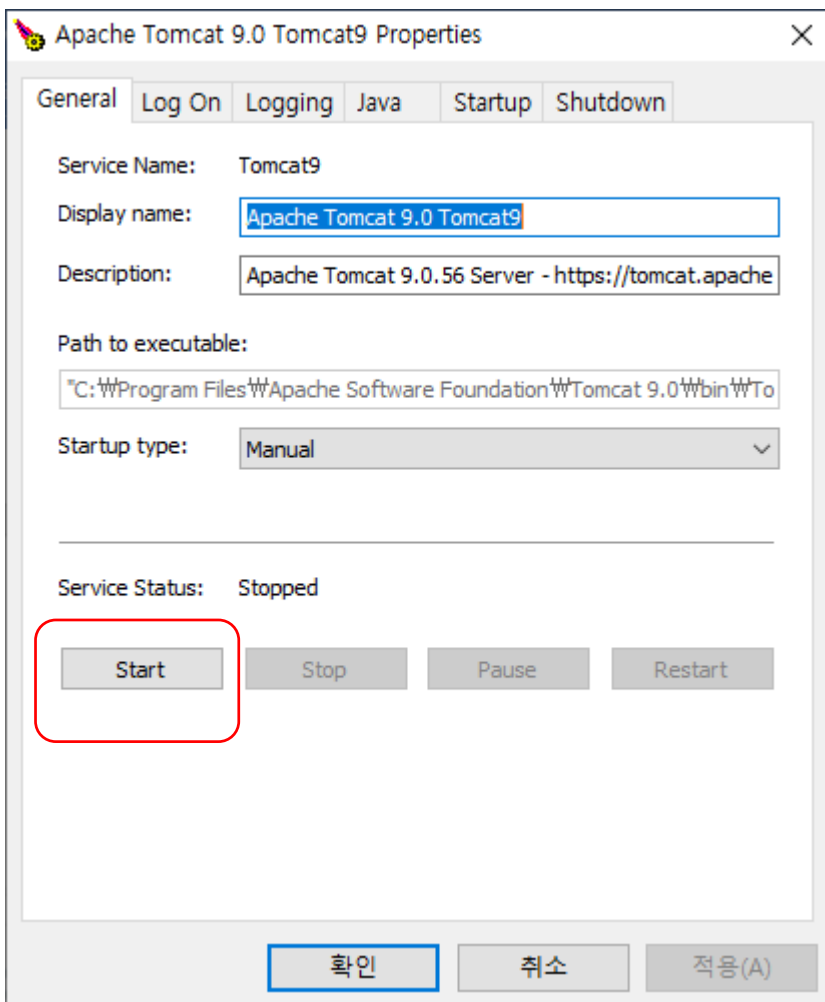 Apache Tomcat 9.0 Tomcat9 Properties
General Log On Logging Java Startup Shutdown
Service Name: Tomcat9
Display name: Apache Tomcat 9.0 Tomcat9
Description: Apache Tomcat 9.0.56 Server - https://tomcat.apache
Path to executable:
"C:₩Program Files₩Apache Software Foundation₩Tomcat 9.0₩bin₩To
Startup type: Manual
Service Status: Stopped
Start Stop Pause Restart
확인 취소 적용(A)